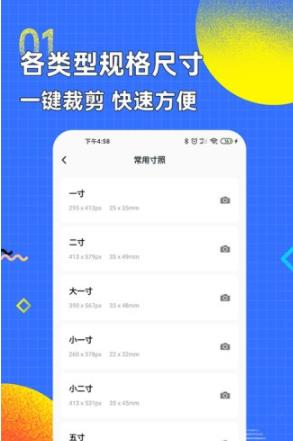 01
各类型规格尺寸
一键裁剪 快速方便
下午4:58
常用寸照
一寸
295 x 413px 25 x 35mm
二寸
413 x 579px 35 x 49mm
大一寸
390 x 567px 33 x 48mm
小一寸
260 x 378px 22 x 32mm
小二寸
413 x 531px 35 x 45mm
五寸